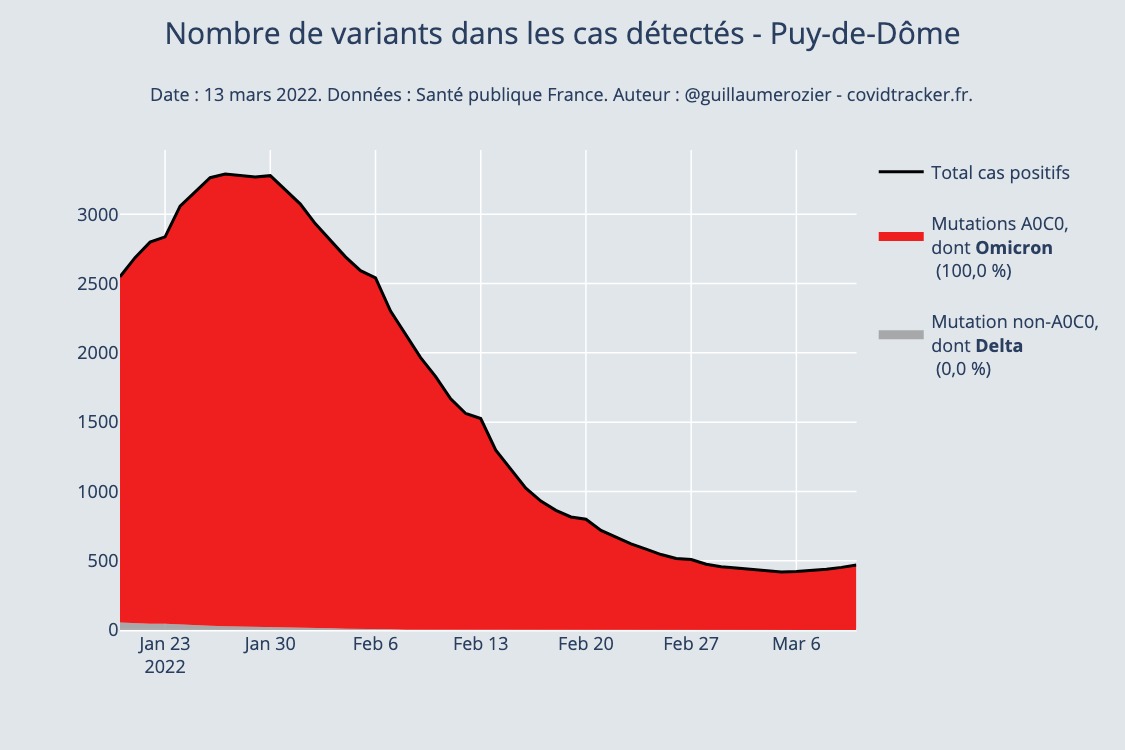 Nombre de variants dans les cas détectés - Puy-de-Dôme
Date : 13 mars 2022. Données : Santé publique France. Auteur : @guillaumerozier - covidtracker.fr.
3000
2500
2000
1500
1000
500
0
Jan 23
2022
Jan 30
Feb 6
Feb 13
Feb 20
Feb 27
Mar 6
Total cas positifs
Mutations A0C0,
dont Omicron
(100,0 %)
Mutation non-A0C0,
dont Delta
(0,0 %)